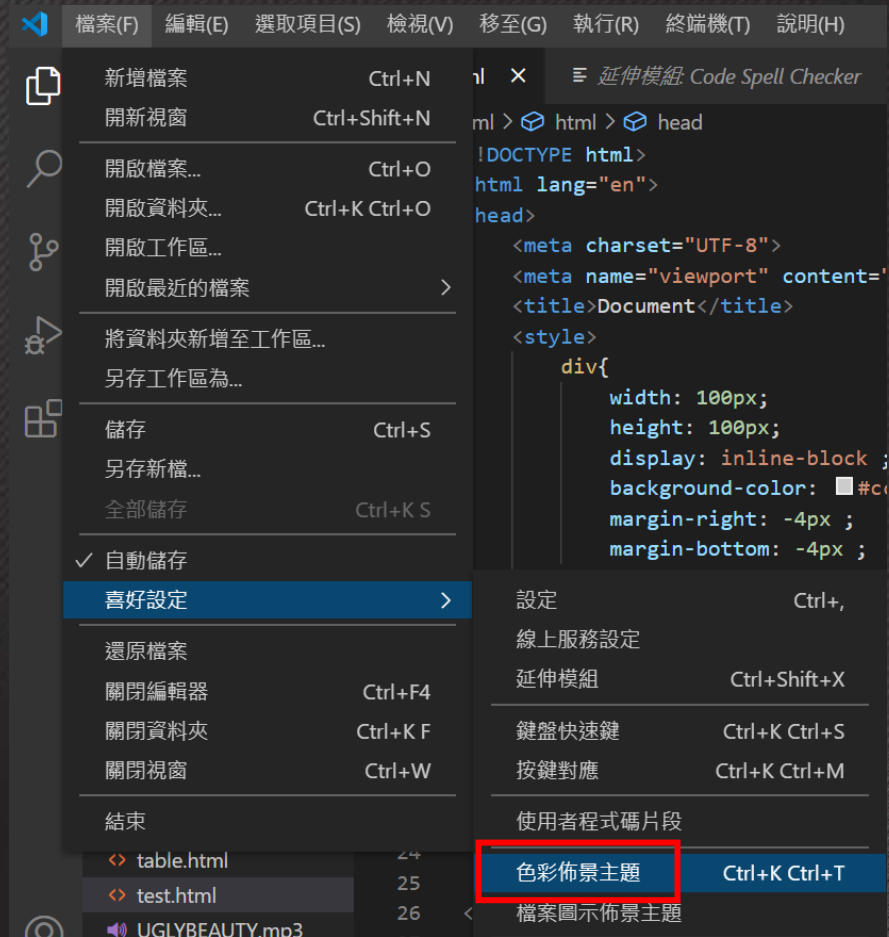 檔案(F) 編輯(E) 選取項目(S) 檢視(V) 移至(G) 執行(R) 終端機(T) 說明(H)
新增檔案 Ctrl+N
開新視窗 Ctrl+Shift+N
開啟檔案... Ctrl+O
開啟資料夾... Ctrl+K Ctrl+O
開啟工作區...
開啟最近的檔案
將資料夾新增至工作區...
另存工作區為...
儲存 Ctrl+S
另存新檔...
全部儲存 Ctrl+K S
自動儲存
喜好設定
還原檔案
關閉編輯器 Ctrl+F4
關閉資料夾 Ctrl+K F
關閉視窗 Ctrl+W
結束
延伸模組: Code Spell Checker
ml > html > head
!DOCTYPE html>
html lang="en">
head>
<meta charset="UTF-8">
<meta name="viewport" content="
<title>Document</title>
<style>
div{
width: 100px;
height: 100px;
display: inline-block ;
background-color: #cc
margin-right: -4px ;
margin-bottom: -4px ;
設定 Ctrl+,
線上服務設定
延伸模組 Ctrl+Shift+X
鍵盤快速鍵 Ctrl+K Ctrl+S
按鍵對應 Ctrl+K Ctrl+M
使用者程式碼片段
色彩佈景主題 Ctrl+K Ctrl+T
檔案圖示佈景主題
<> table.html
<> test.html
UGLYBEAUTY.mp3
24
25
26 <